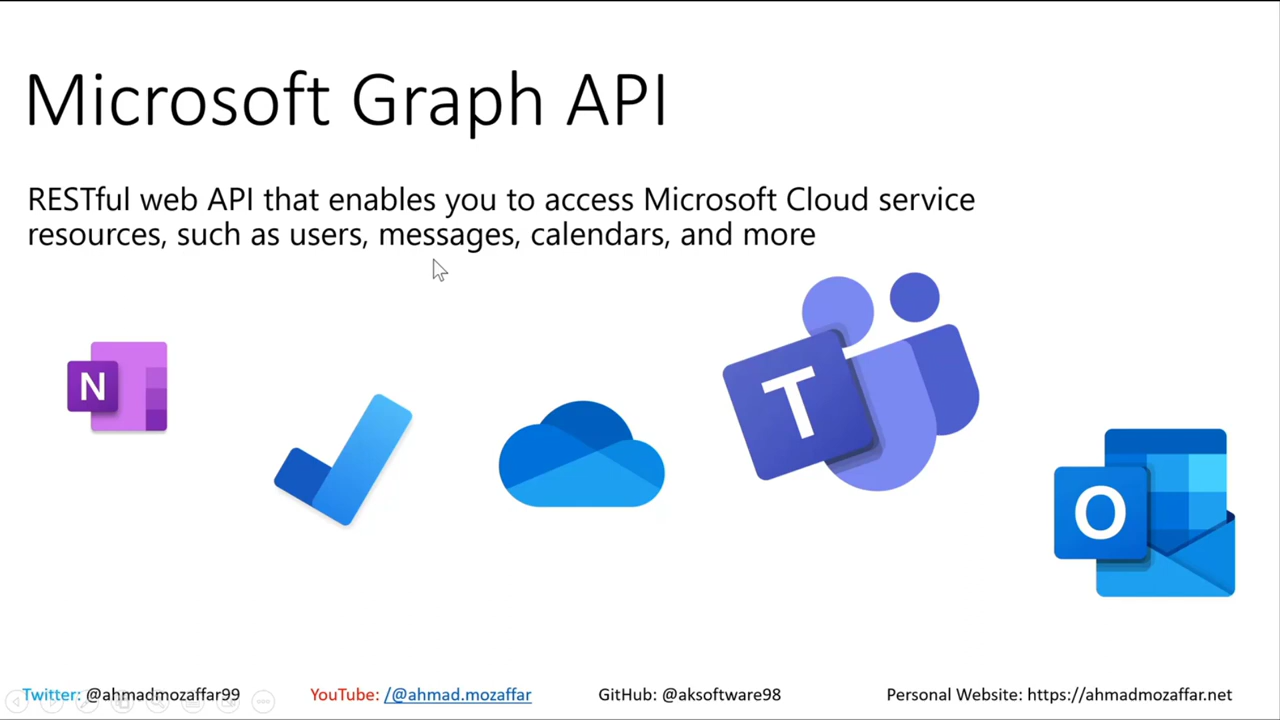 Microsoft Graph API
RESTful web API that enables you to access Microsoft Cloud service
resources, such as users, messages, calendars, and more
N
T
O
Twitter: @ahmadmozaffar99
YouTube: /@ahmad.mozaffar
GitHub: @aksoftware98
Personal Website: https://ahmadmozaffar.net